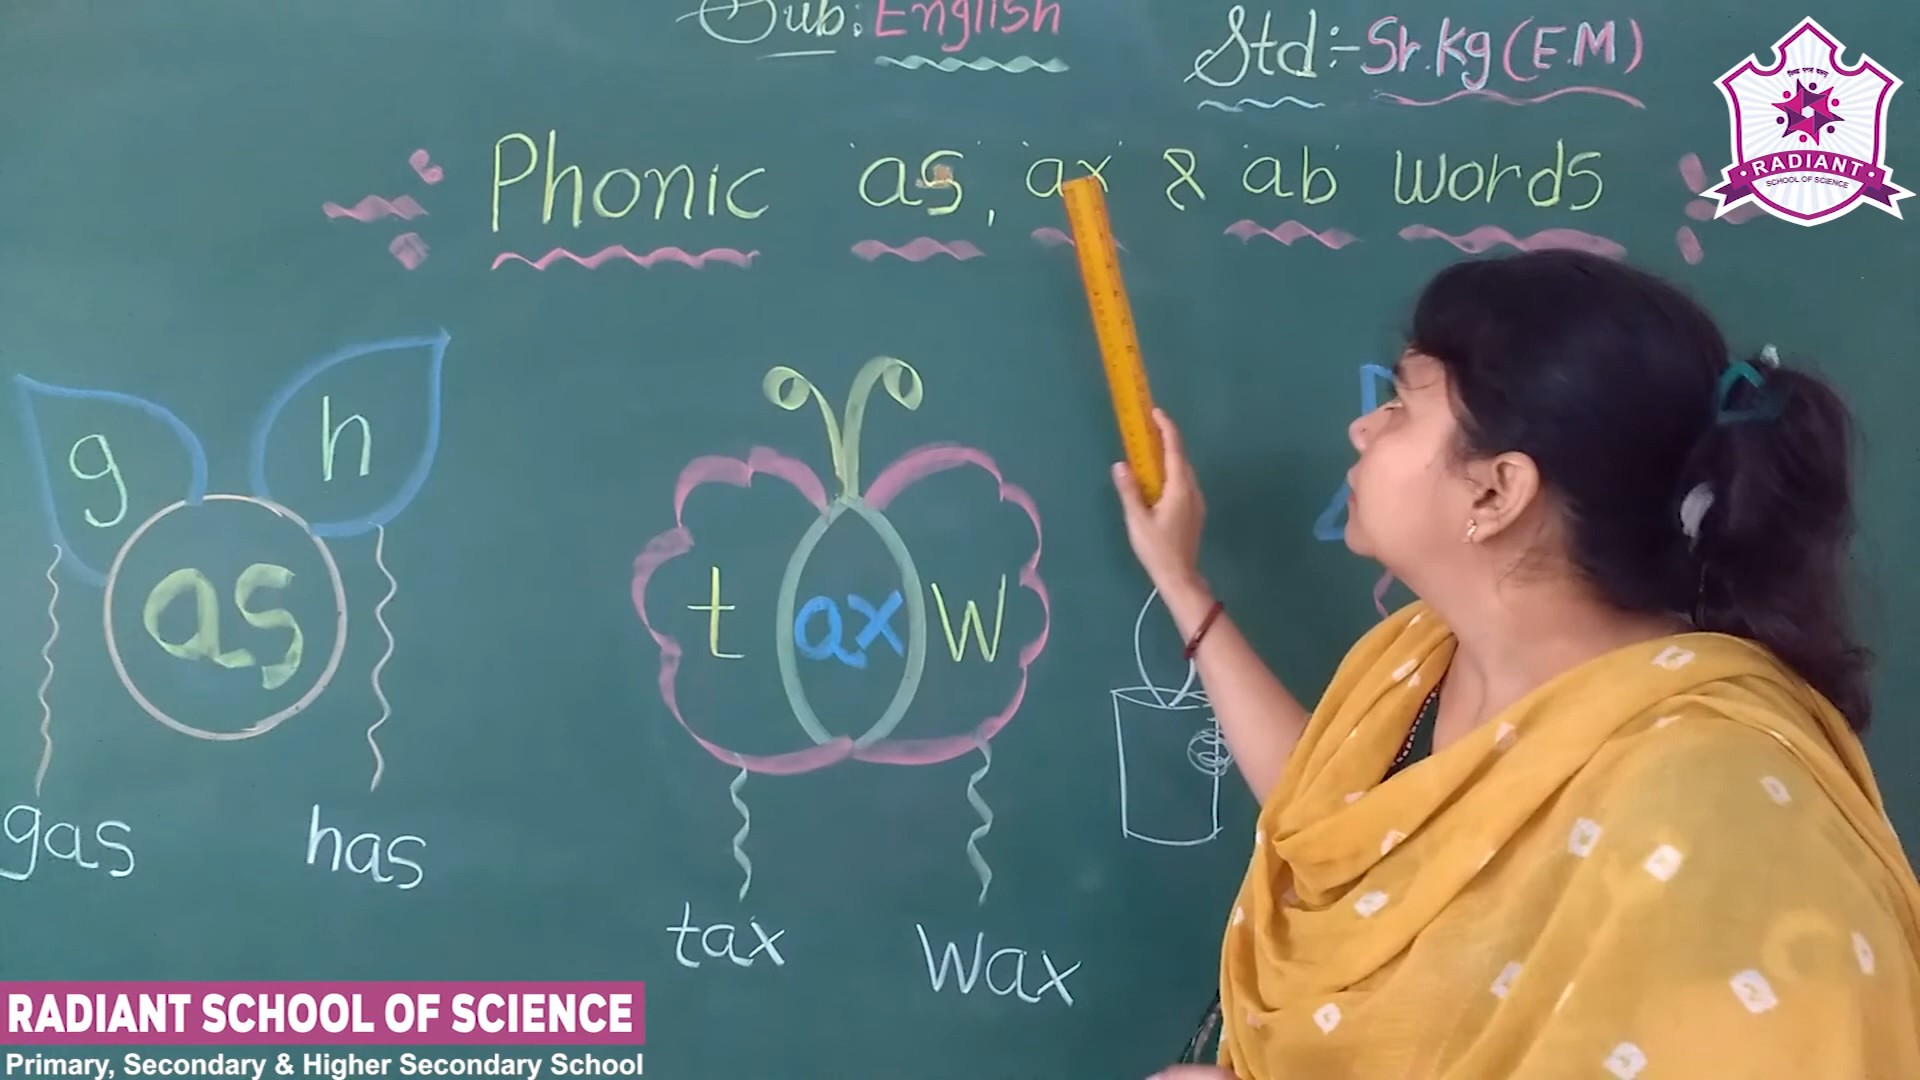 Sub: English
Std:- Sr.Kg (E.M)
Phonic 'as', 'ax' & 'ab' words
RADIANT
SCHOOL OF SCIENCE
g
h
as
t
ax
w
gas
has
tax
wax
RADIANT SCHOOL OF SCIENCE
Primary, Secondary & Higher Secondary School